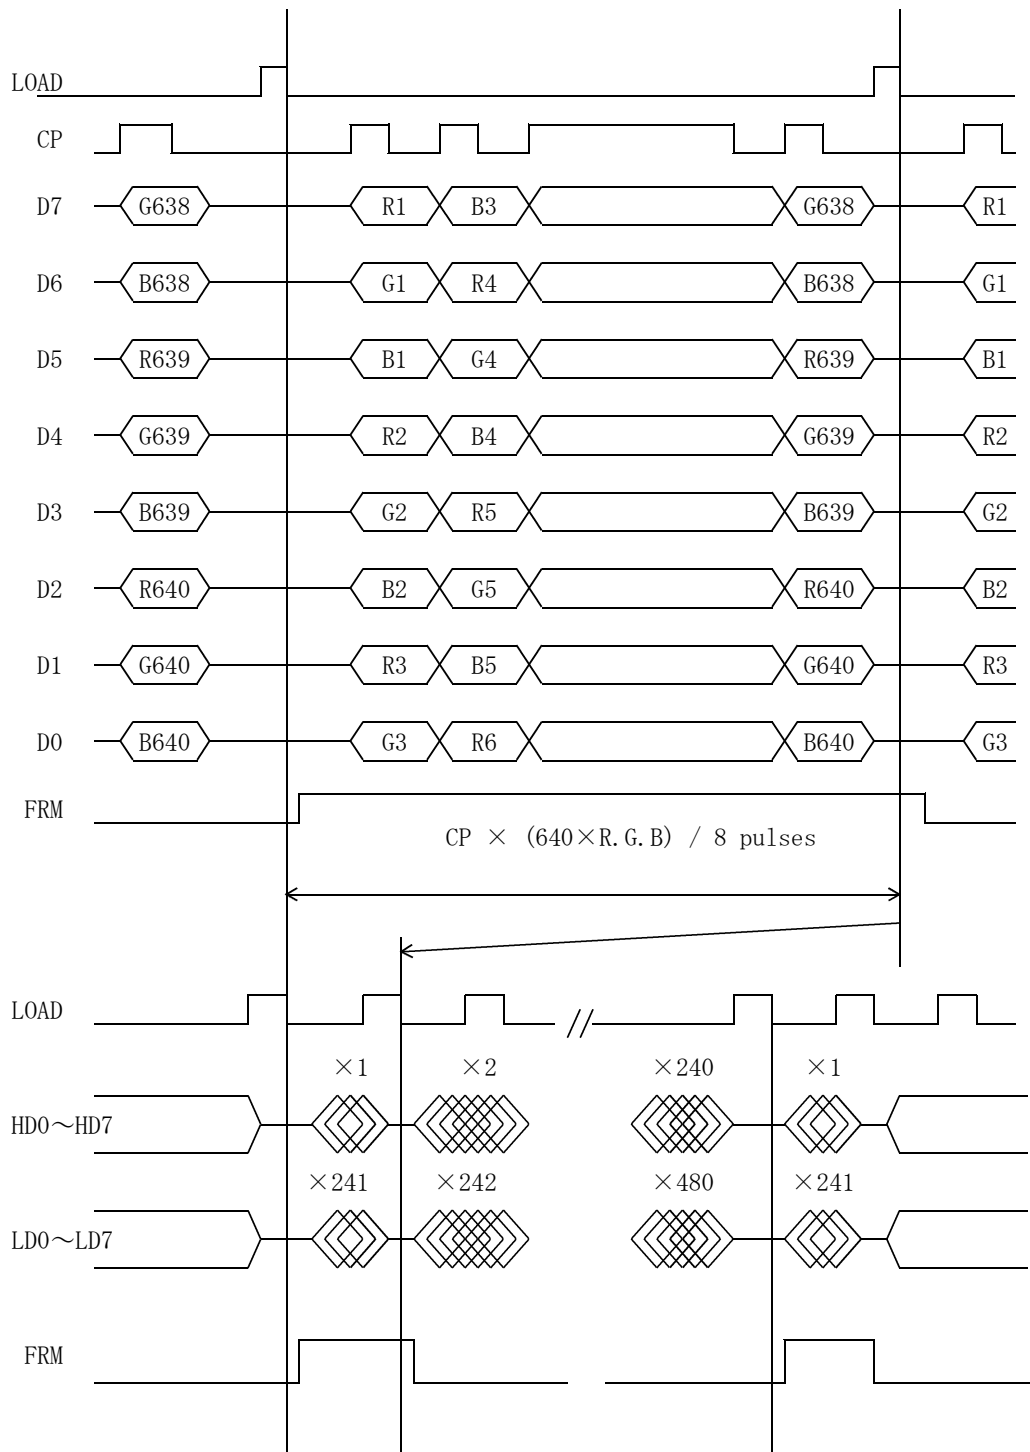 LOAD
CP
D7 G638 R1 B3 G638 R1
D6 B638 G1 R4 B638 G1
D5 R639 B1 G4 R639 B1
D4 G639 R2 B4 G639 R2
D3 B639 G2 R5 B639 G2
D2 R640 B2 G5 R640 B2
D1 G640 R3 B5 G640 R3
D0 B640 G3 R6 B640 G3
FRM
CP × (640×R.G.B) / 8 pulses
LOAD
×1 ×2 ×240 ×1
HD0～HD7
×241 ×242 ×480 ×241
LD0～LD7
FRM